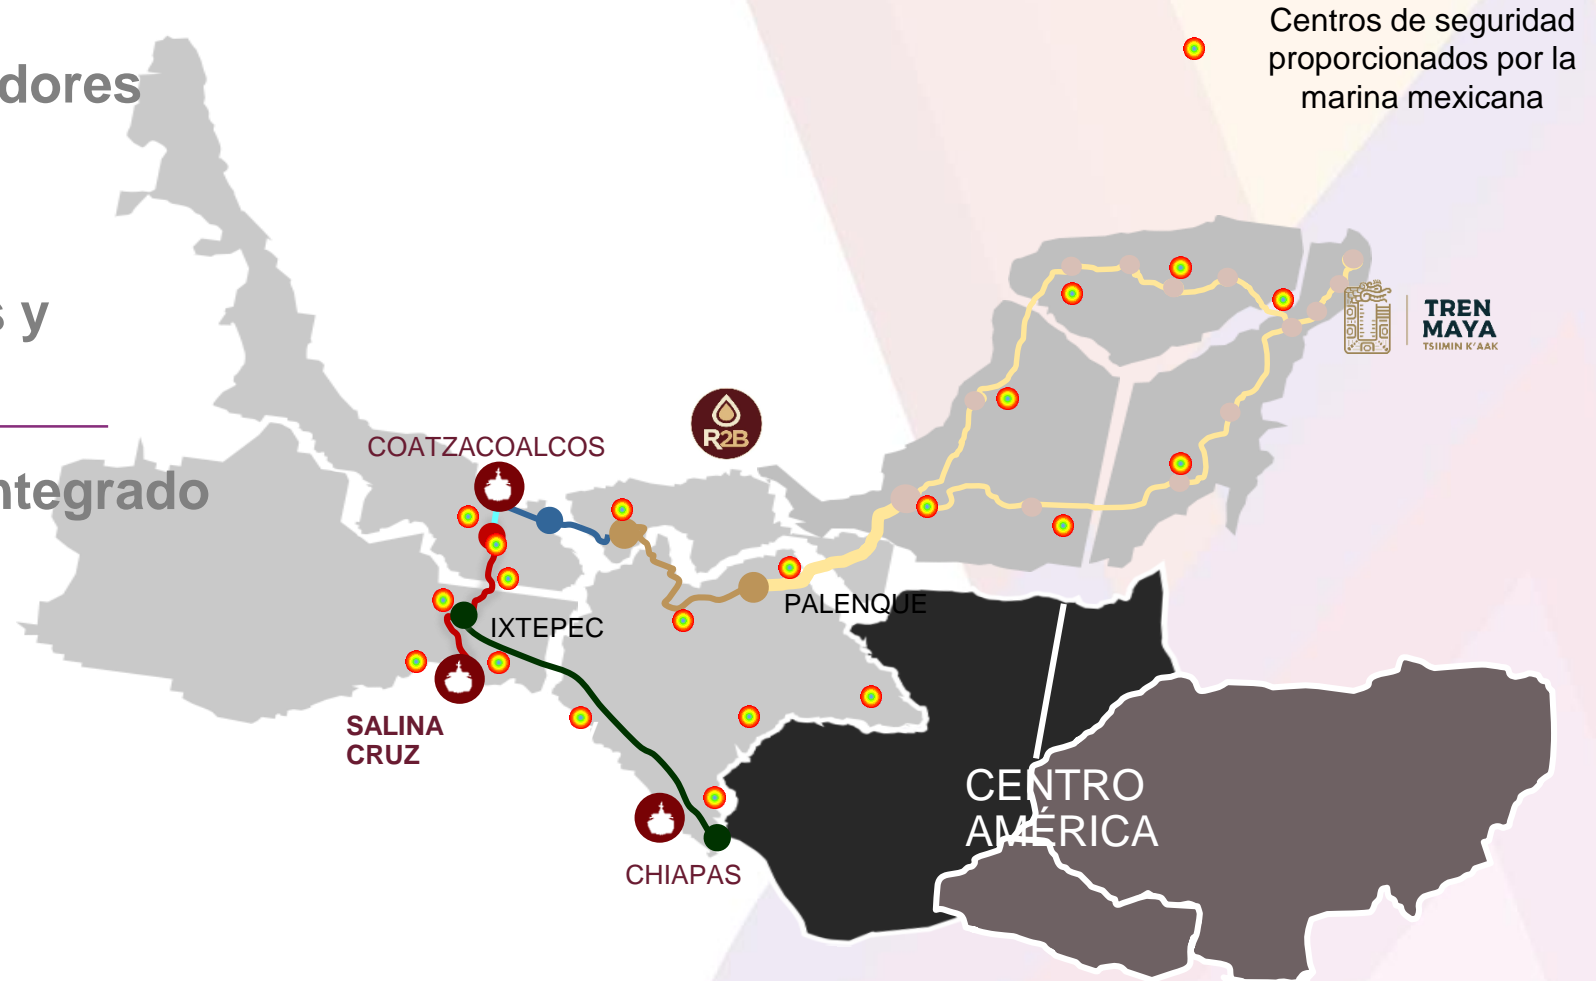 Centros de seguridad
proporcionados por la
marina mexicana
dores
s y
ntegrado
TREN
MAYA
TSIIMIN K'AAK
R2B
COATZACOALCOS
PALENQUE
IXTEPEC
SALINA
CRUZ
CENTRO
AMÉRICA
CHIAPAS